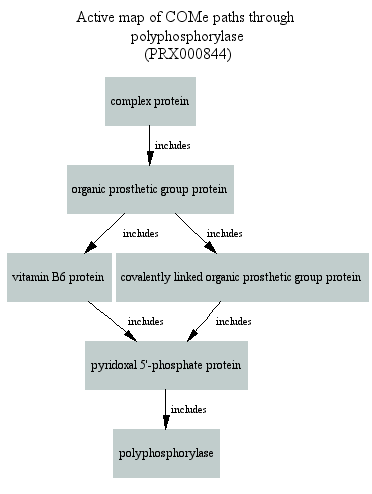 Active map of COMe paths through
polyphosphorylase
(PRX000844)
complex protein
includes
organic prosthetic group protein
includes
includes
vitamin B6 protein
covalently linked organic prosthetic group protein
includes
includes
pyridoxal 5'-phosphate protein
includes
polyphosphorylase